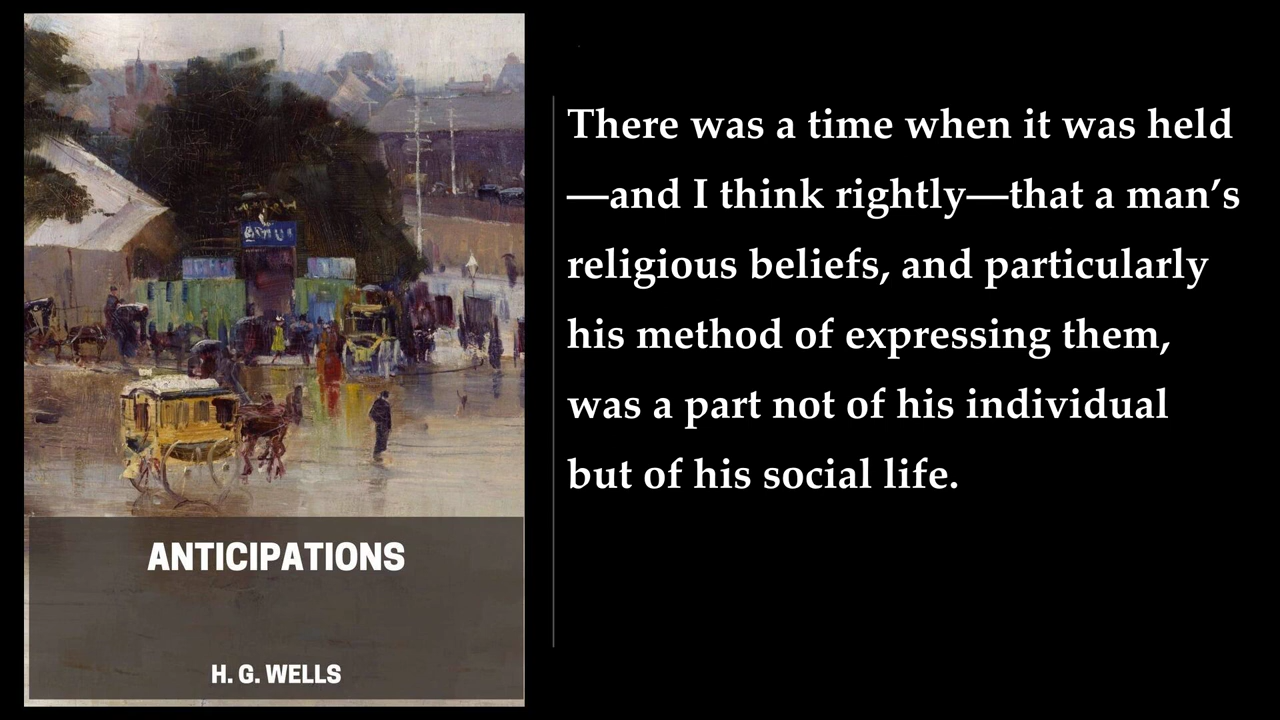 There was a time when it was held
—and I think rightly—that a man’s
religious beliefs, and particularly
his method of expressing them,
was a part not of his individual
but of his social life.
ANTICIPATIONS
H. G. WELLS